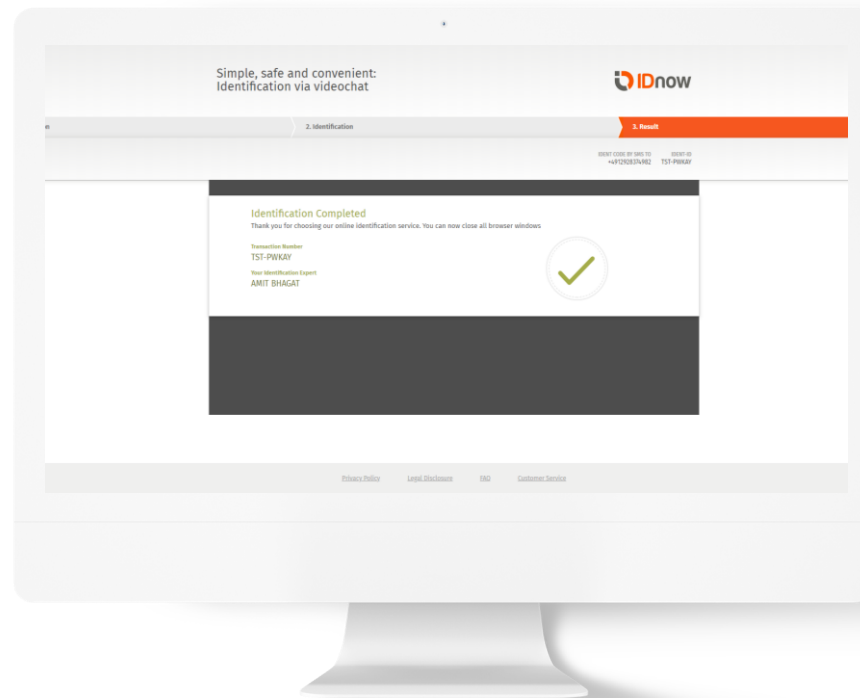 Simple, safe and convenient:
Identification via videochat
IDnow
n
2. Identification
3. Result
IDENT CODE BY SMS TO
+4912928374982
IDENT-ID
TST-PWKAY
Identification Completed
Thank you for choosing our online identification service. You can now close all browser windows
Transaction Number
TST-PWKAY
Your Identification Expert
AMIT BHAGAT
Privacy Policy
Legal Disclosure
FAQ
Customer Service